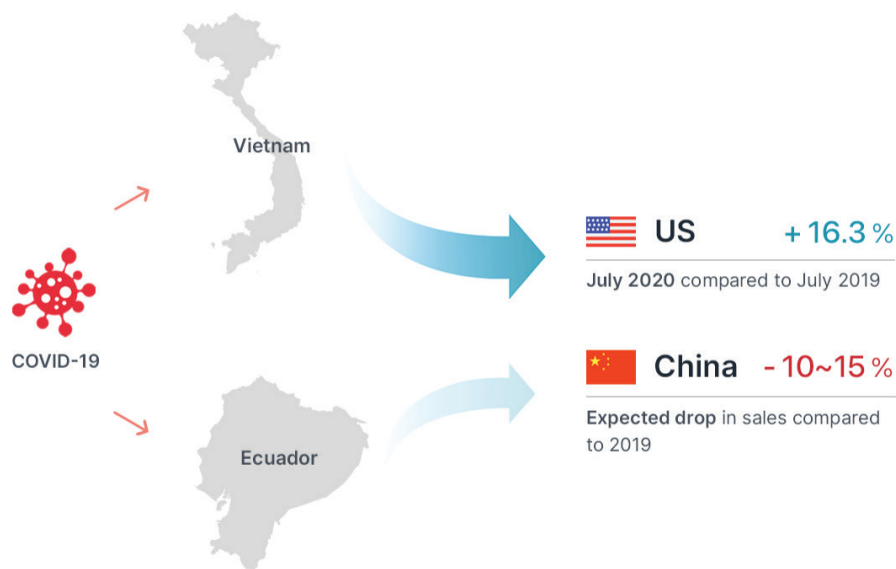 Vietnam
US + 16.3 %
July 2020 compared to July 2019
COVID-19
China - 10~15 %
Expected drop in sales compared
to 2019
Ecuador